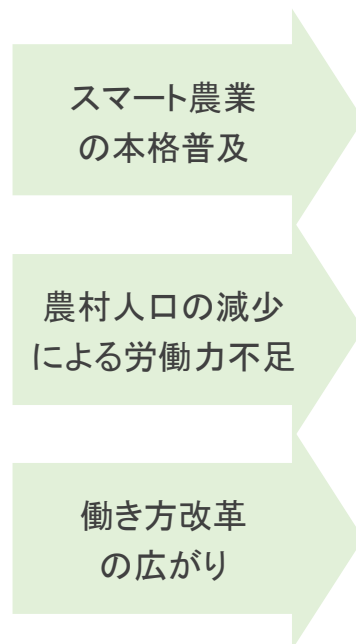 スマート農業
の本格普及
農村人口の減少
による労働力不足
働き方改革
の広がり